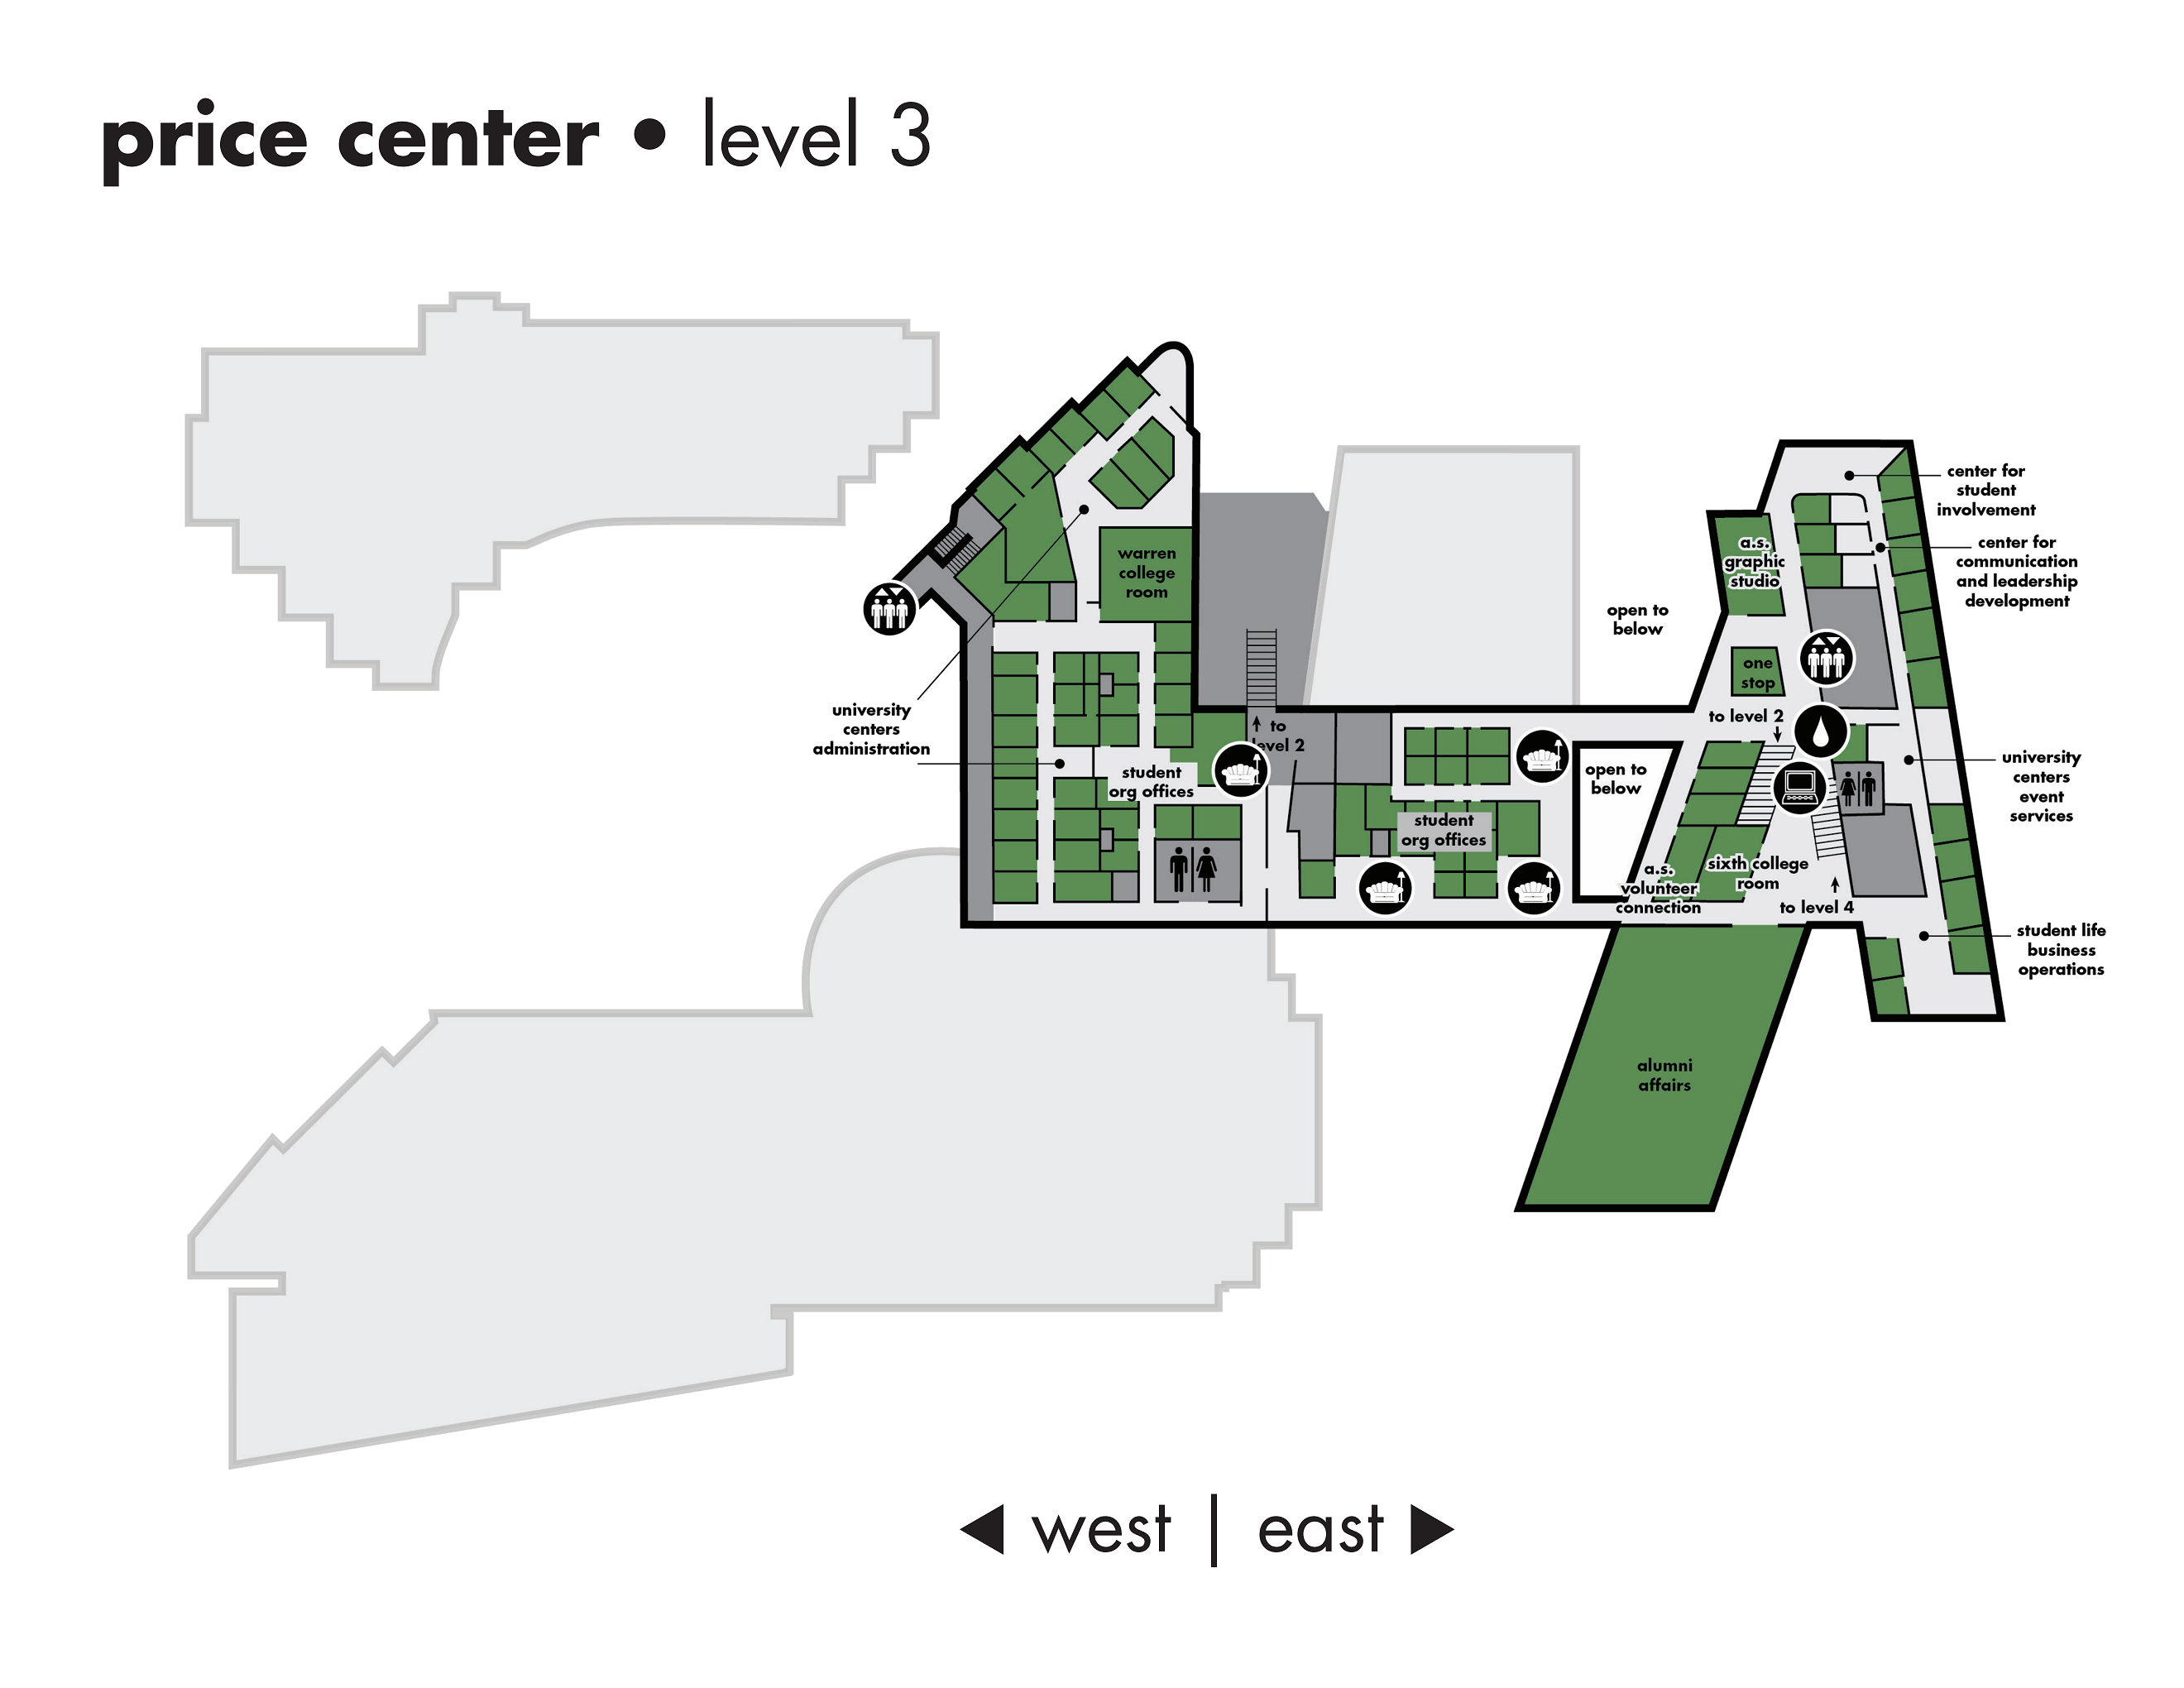 price center • level 3
center for
student
involvement
center for
communication
and leadership
development
a.s.
graphic
studio
warren
college
room
open to
below
one
stop
university
centers
administration
to level 2
to
level 2
student
org offices
open to
below
university
centers
event
services
student
org offices
sixth college
room
a.s.
volunteer
connection
to level 4
student life
business
operations
alumni
affairs
west | east